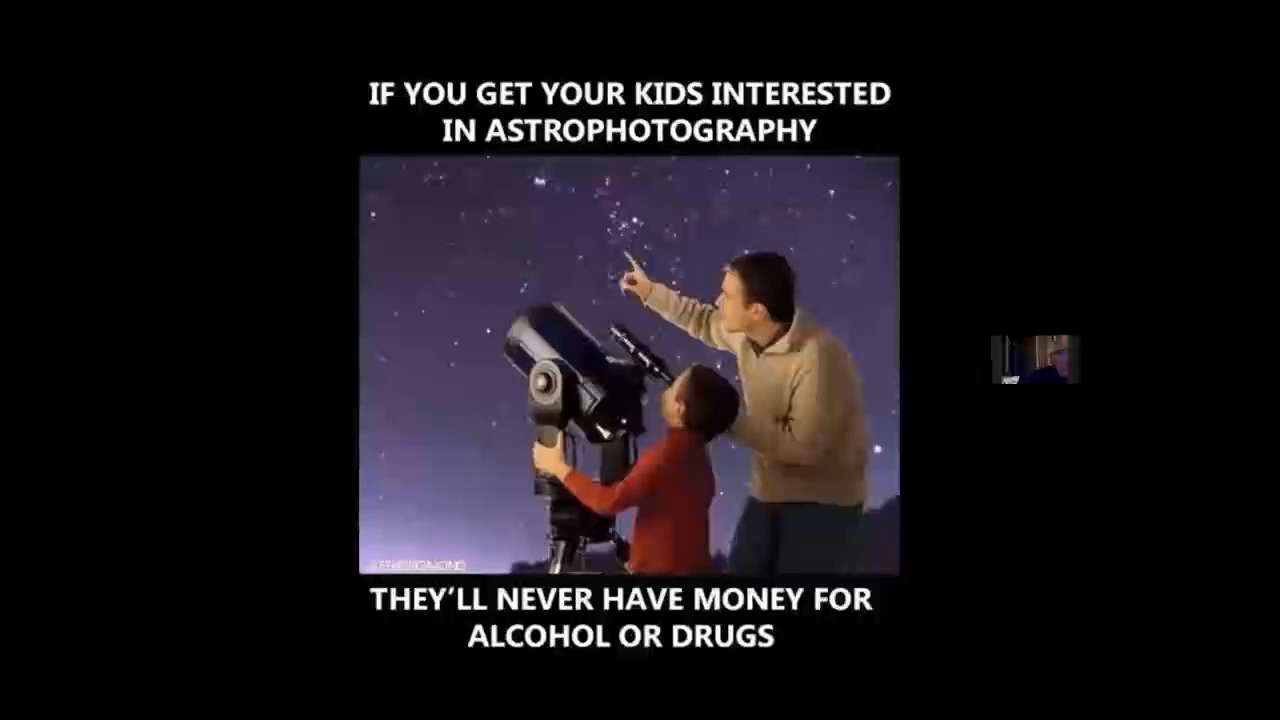 IF YOU GET YOUR KIDS INTERESTED
IN ASTROPHOTOGRAPHY
THEY'LL NEVER HAVE MONEY FOR
ALCOHOL OR DRUGS